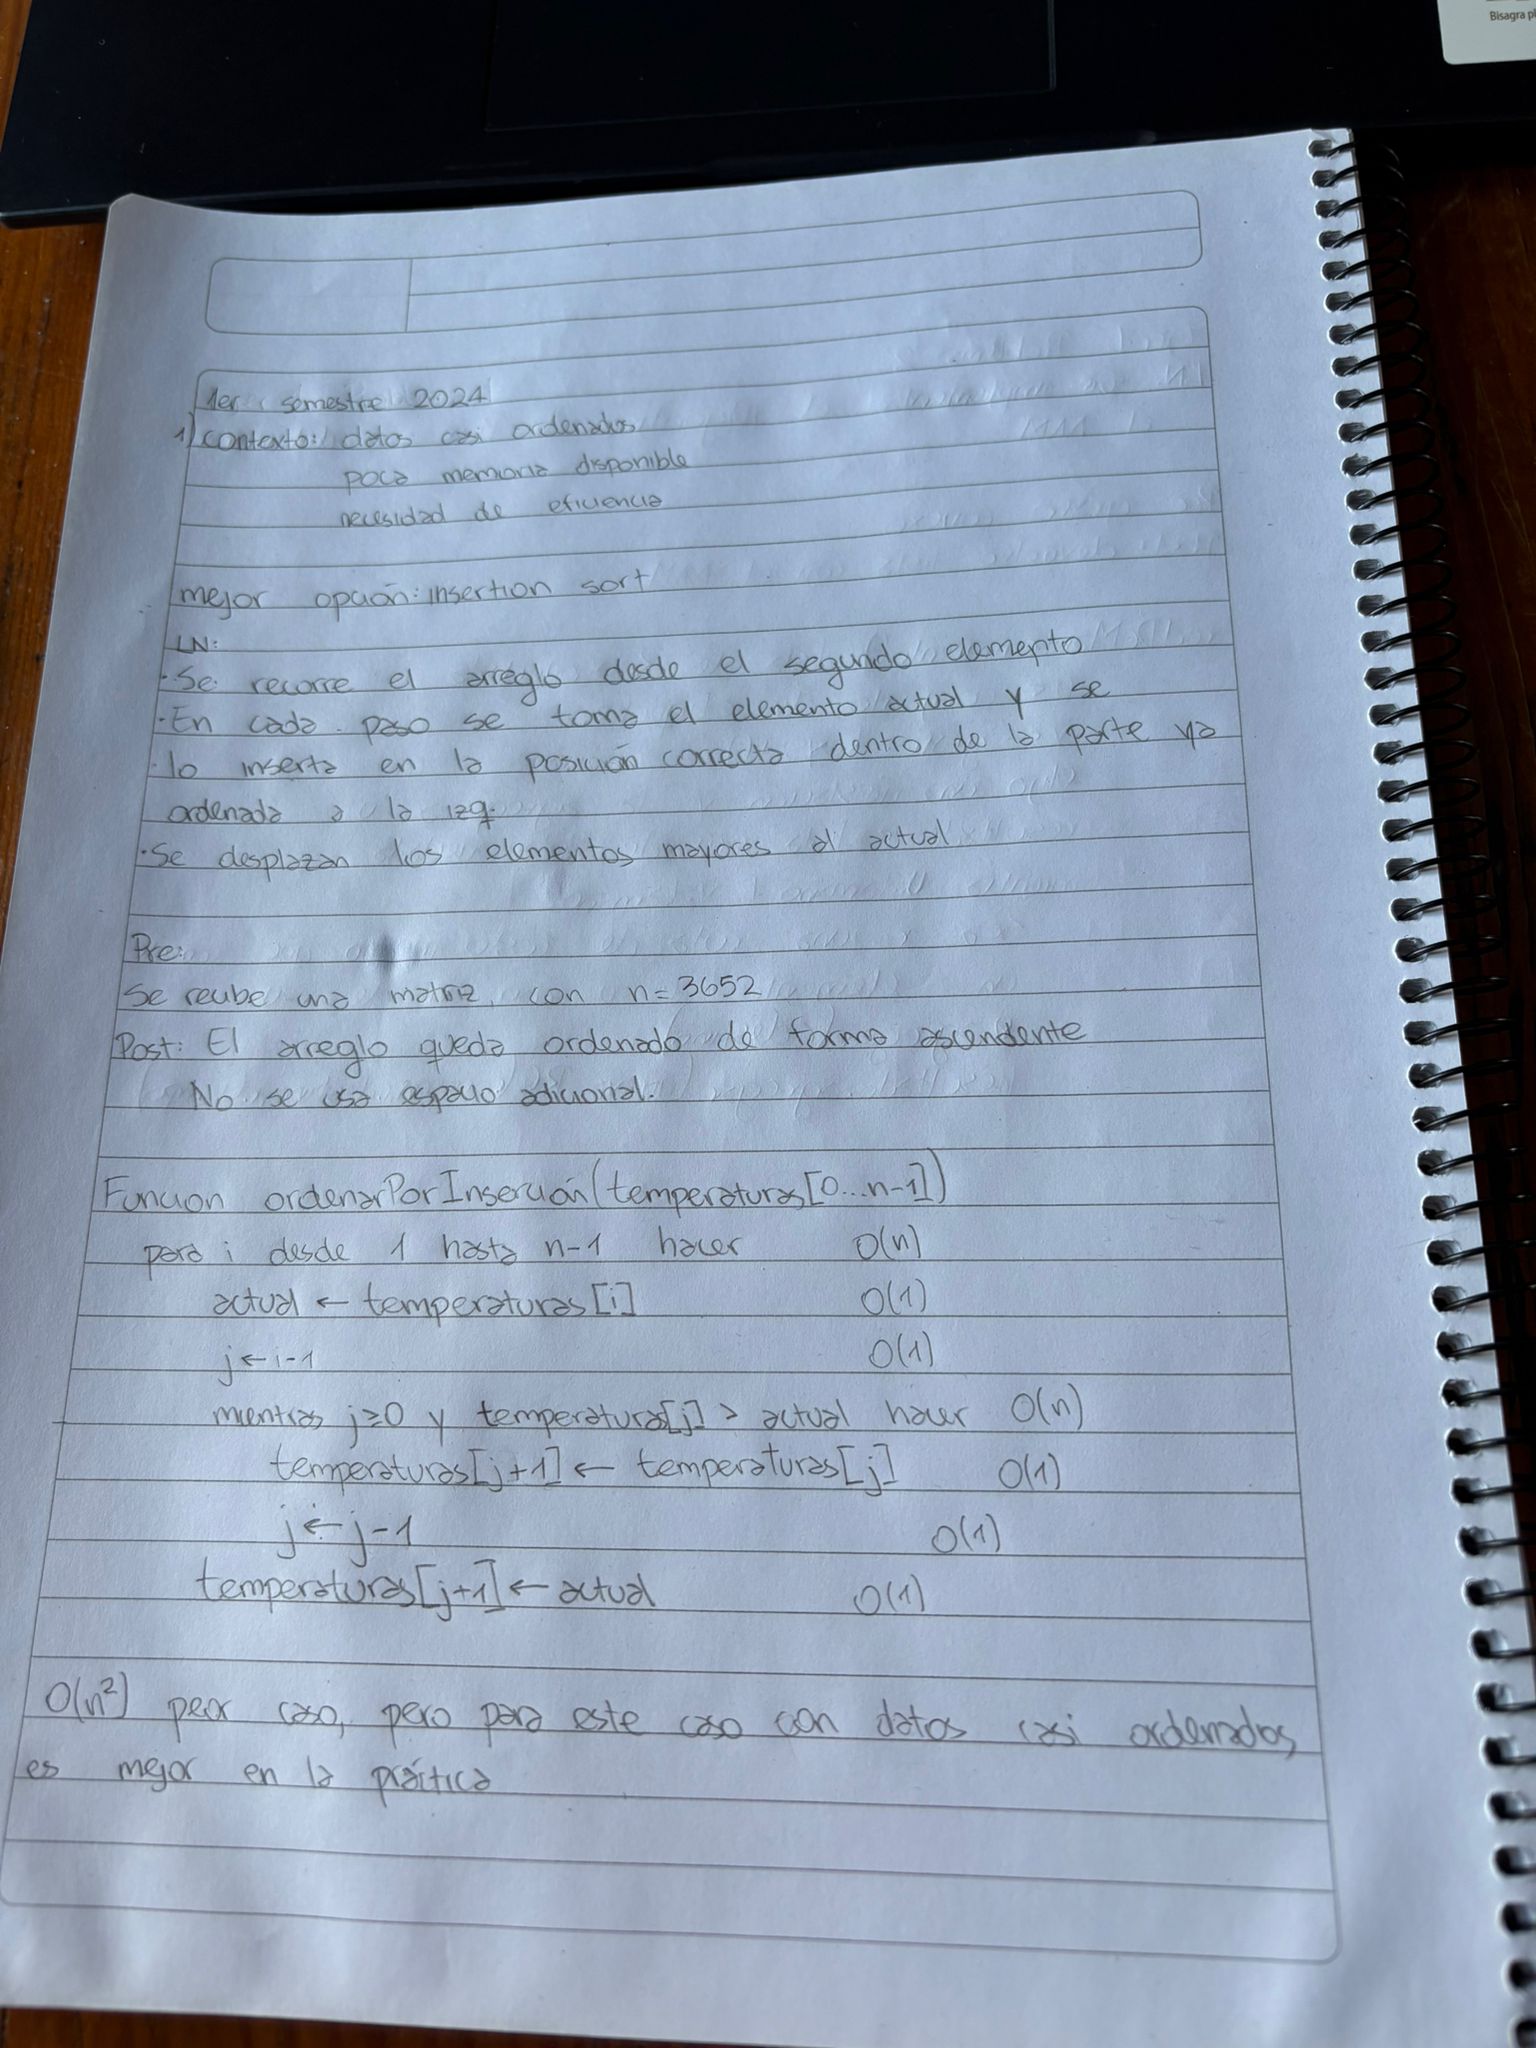 Bisagra pl
1er semestre 2024
1) contexto: datos casi ordenados
poca memoria disponible
necesidad de eficiencia
mejor opción: insertion sort
LN:
· Se recorre el arreglo desde el segundo elemento
· En cada paso se toma el elemento actual y se
· lo inserta en la posición correcta dentro de la parte ya
ordenada a la izq.
· Se desplazan los elementos mayores al actual
Pre:
Se recibe una matriz, con n = 3652
Post: El arreglo queda ordenado de forma ascendente
No se usa espacio adicional.
Funcion ordenarPorInserción(temperaturas[0...n-1])
para i desde 1 hasta n-1 hacer O(n)
actual ← temperaturas[i] O(1)
j ← i-1 O(1)
mientras j≥0 y temperaturas[j] > actual hacer O(n)
temperaturas[j+1] ← temperaturas[j] O(1)
j ← j-1 O(1)
temperaturas[j+1] ← actual O(1)
O(n²) peor caso, pero para este caso con datos casi ordenados,
es mejor en la práctica